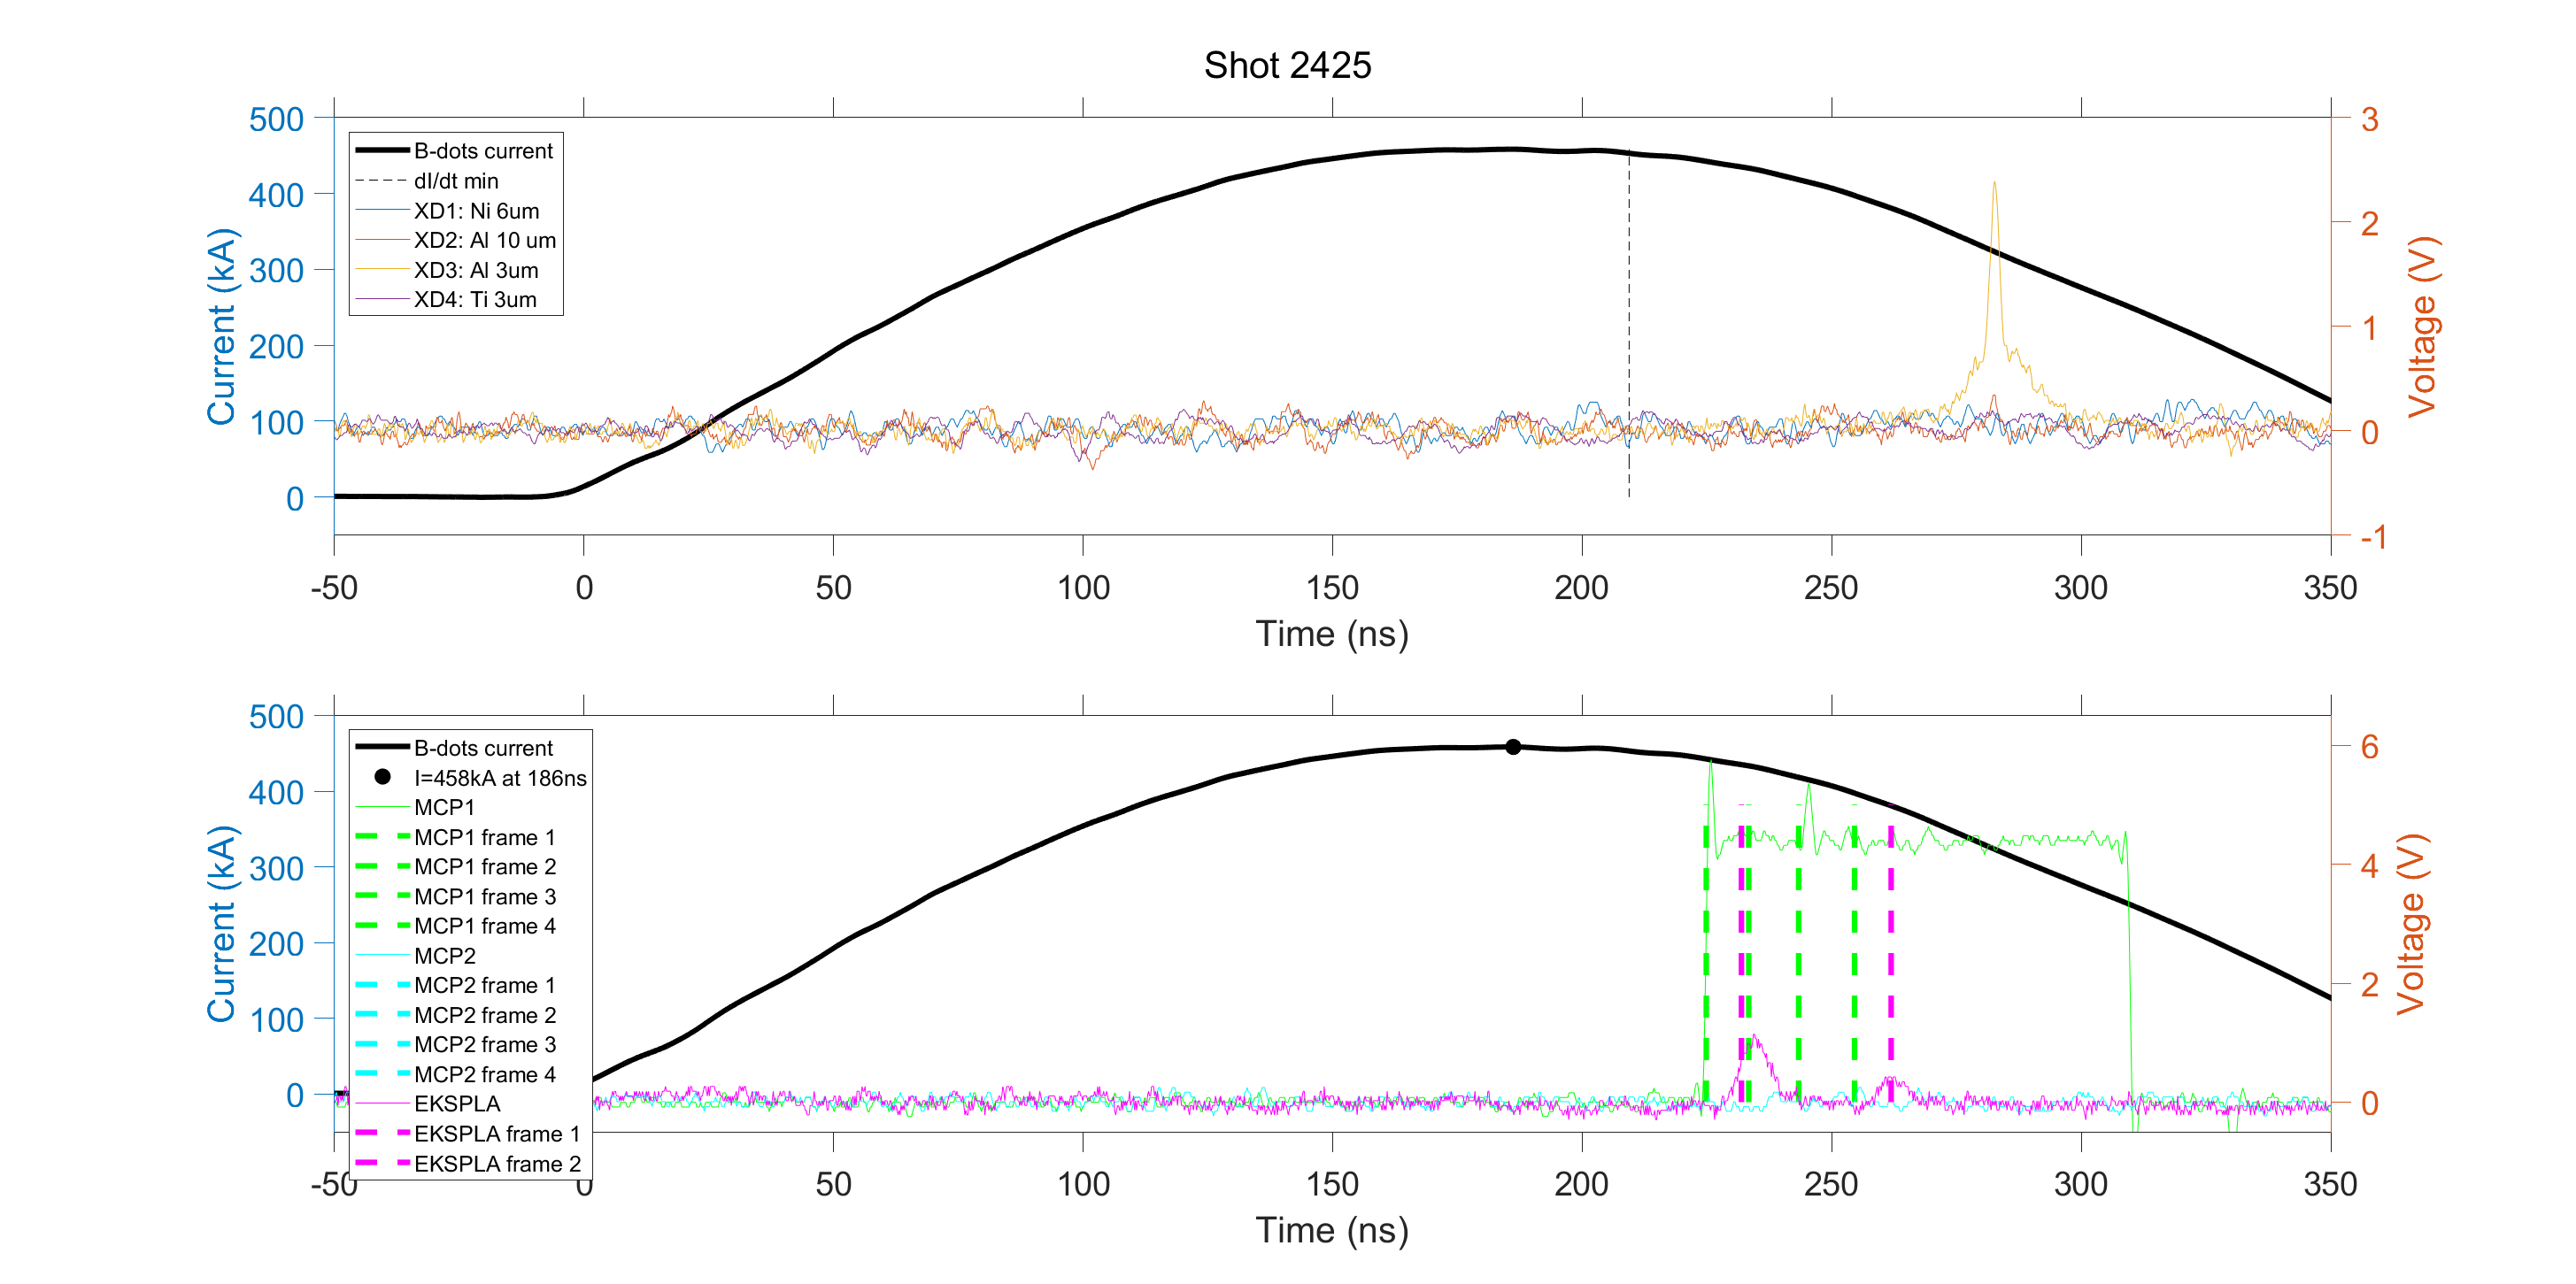 Shot 2425
500
400
300
200
100
0
Current (kA)
B-dots current
dI/dt min
XD1: Ni 6um
XD2: Al 10 um
XD3: Al 3um
XD4: Ti 3um
3
2
1
0
-1
Voltage (V)
-50 0 50 100 150 200 250 300 350
Time (ns)
500
400
300
200
100
0
Current (kA)
B-dots current
I=458kA at 186ns
MCP1
MCP1 frame 1
MCP1 frame 2
MCP1 frame 3
MCP1 frame 4
MCP2
MCP2 frame 1
MCP2 frame 2
MCP2 frame 3
MCP2 frame 4
EKSPLA
EKSPLA frame 1
EKSPLA frame 2
6
4
2
0
Voltage (V)
-50 0 50 100 150 200 250 300 350
Time (ns)